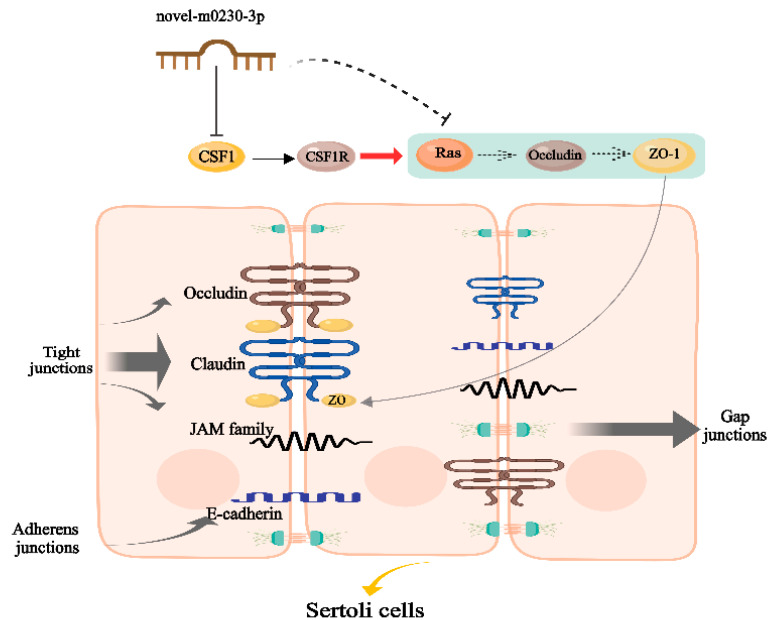 novel-m0230-3p
CSF1
CSF1R
Ras
Occludin
ZO-1
Occludin
Tight
junctions
Claudin
ZO
JAM family
Gap
junctions
E-cadherin
Adherens
junctions
Sertoli cells